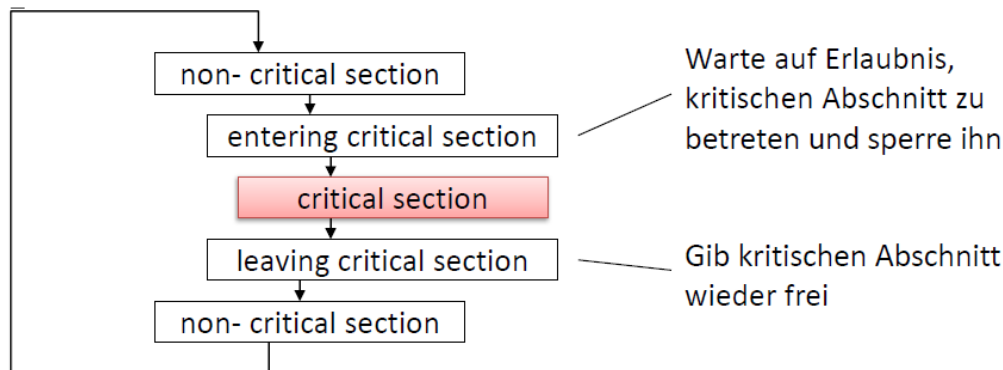 non- critical section
entering critical section
critical section
leaving critical section
non- critical section
Warte auf Erlaubnis,
kritischen Abschnitt zu
betreten und sperre ihn
Gib kritischen Abschnitt
wieder frei